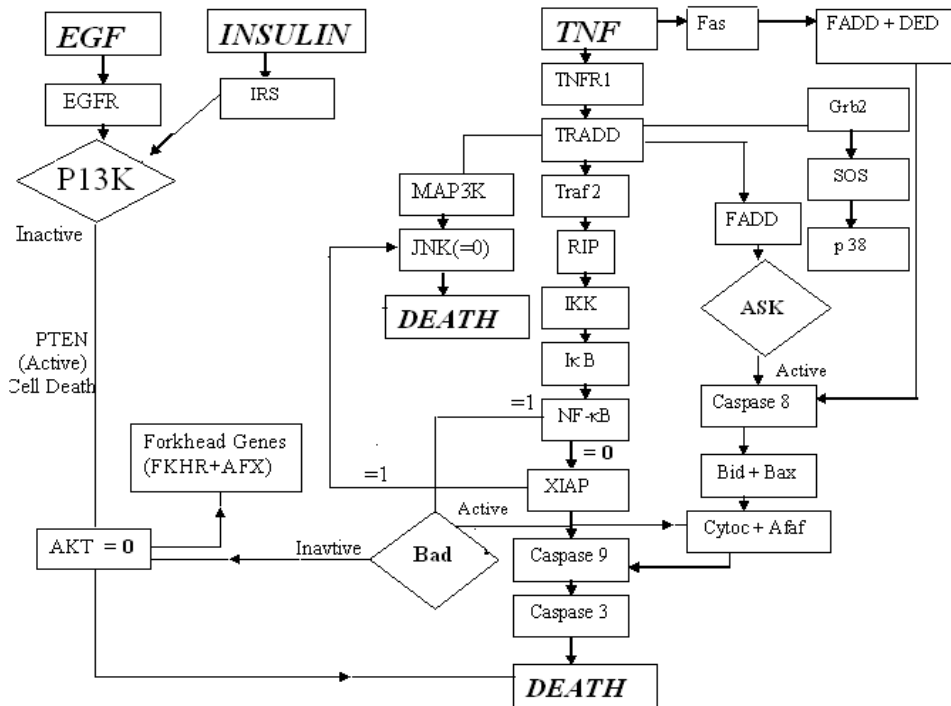 EGF
INSULIN
TNF
Fas
FADD + DED
EGFR
IRS
TNFR1
Grb2
TRADD
P13K
MAP3K
Traf 2
SOS
Inactive
FADD
JNK(=0)
RIP
p 38
DEATH
IKK
ASK
PTEN
(Active)
Cell Death
IκB
Active
Caspase 8
=1
NF-κB
Forkhead Genes
(FKHR+AFX)
= 0
=1
XIAP
Bid + Bax
Active
Cytoc + Afaf
AKT = 0
Inavtive
Bad
Caspase 9
Caspase 3
DEATH